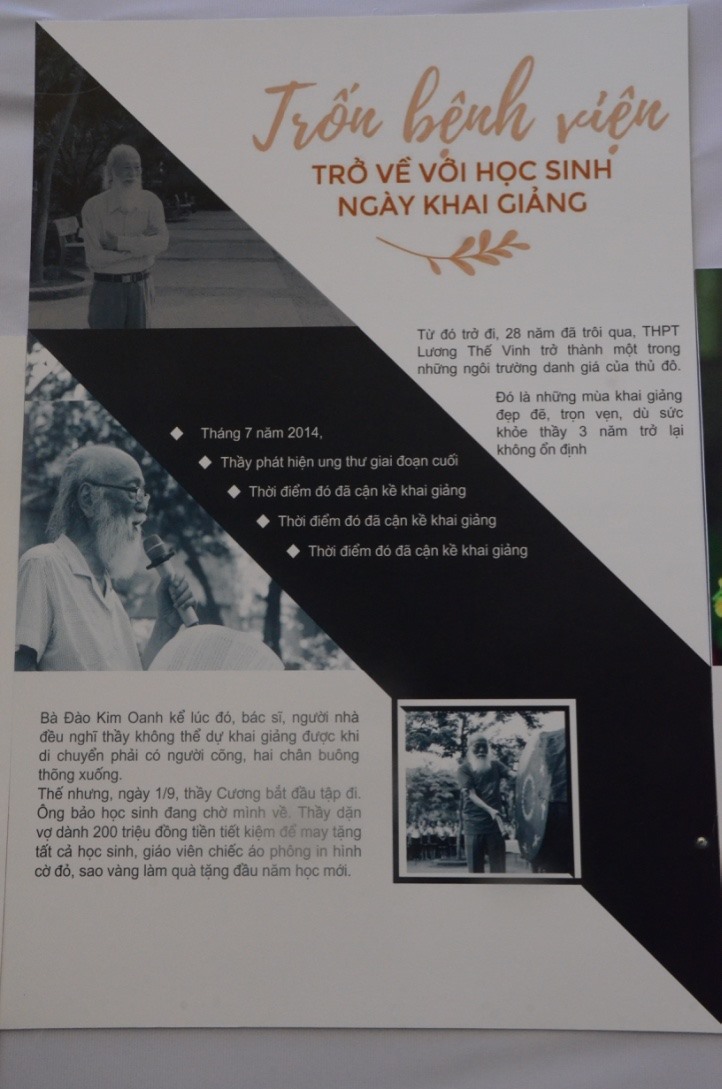 Trốn bệnh viện
TRỞ VỀ VỚI HỌC SINH
NGÀY KHAI GIẢNG
Từ đó trở đi, 28 năm đã trôi qua, THPT
Lương Thế Vinh trở thành một trong
những ngôi trường danh giá của thủ đô.
Đó là những mùa khai giảng
đẹp đẽ, trọn vẹn, dù sức
khỏe thầy 3 năm trở lại
không ổn định
Tháng 7 năm 2014,
Thầy phát hiện ung thư giai đoạn cuối
Thời điểm đó đã cận kề khai giảng
Thời điểm đó đã cận kề khai giảng
Thời điểm đó đã cận kề khai giảng
Bà Đào Kim Oanh kể lúc đó, bác sĩ, người nhà
đều nghĩ thầy không thể dự khai giảng được khi
di chuyển phải có người cõng, hai chân buông
thõng xuống.
Thế nhưng, ngày 1/9, thầy Cương bắt đầu tập đi.
Ông bảo học sinh đang chờ mình về. Thầy dặn
vợ dành 200 triệu đồng tiền tiết kiệm để may tặng
tất cả học sinh, giáo viên chiếc áo phông in hình
cờ đỏ, sao vàng làm quà tặng đầu năm học mới.